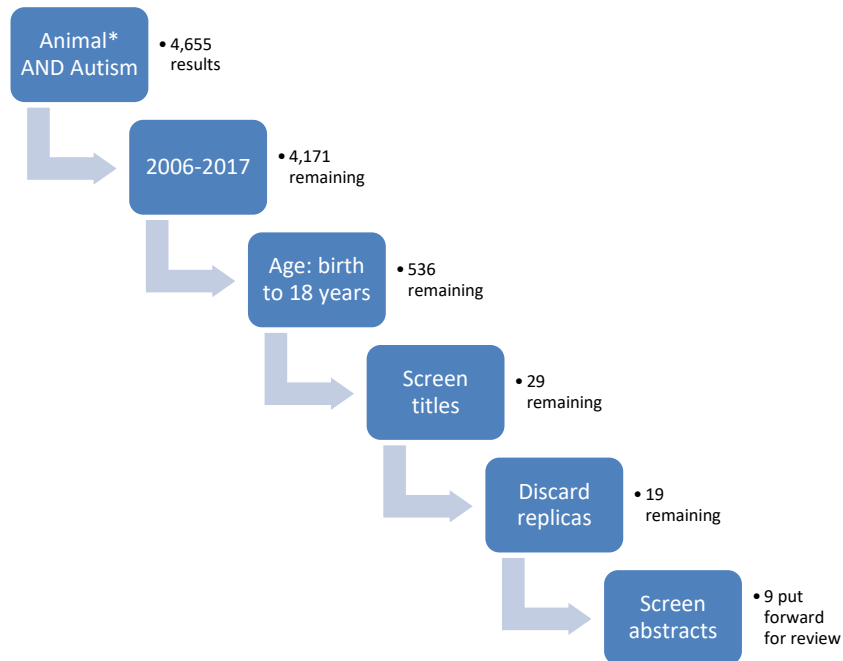 Animal*
AND Autism
• 4,655
results
2006-2017
• 4,171
remaining
Age: birth
to 18 years
• 536
remaining
Screen
titles
• 29
remaining
Discard
replicas
• 19
remaining
Screen
abstracts
• 9 put
forward
for review